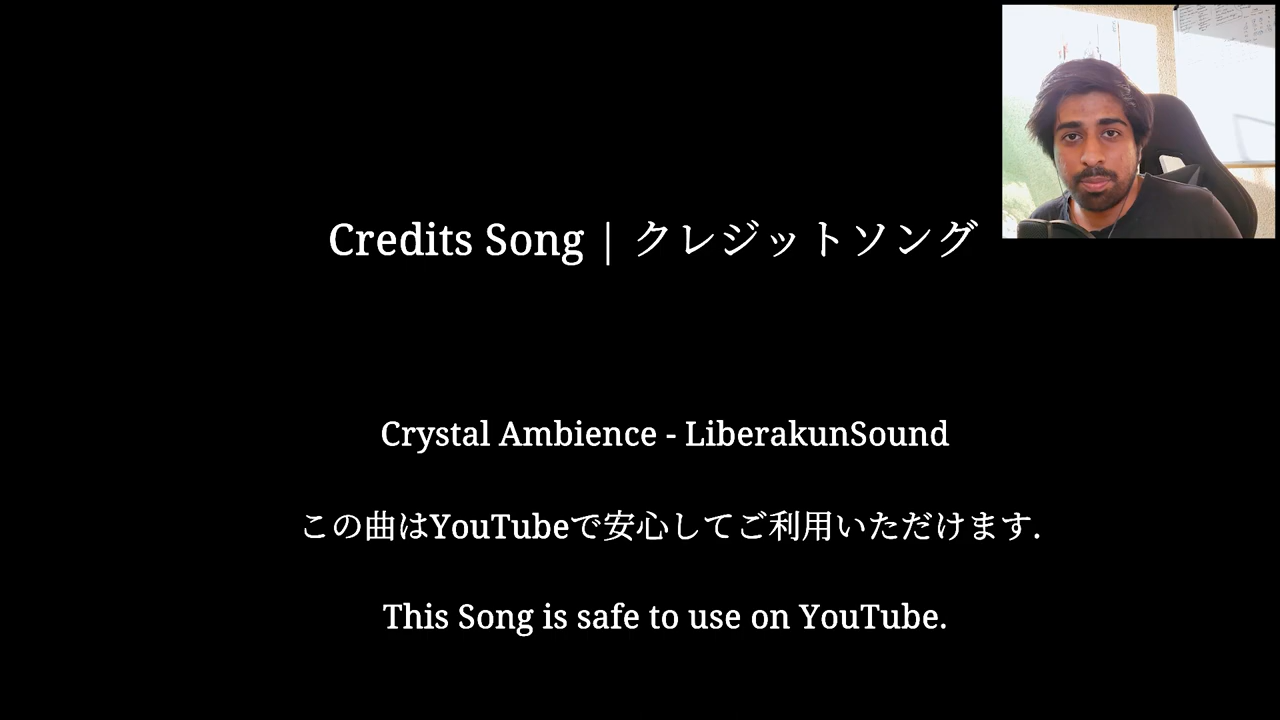 Credits Song | クレジットソング
Crystal Ambience - LiberakunSound
この曲はYouTubeで安心してご利用いただけます.
This Song is safe to use on YouTube.